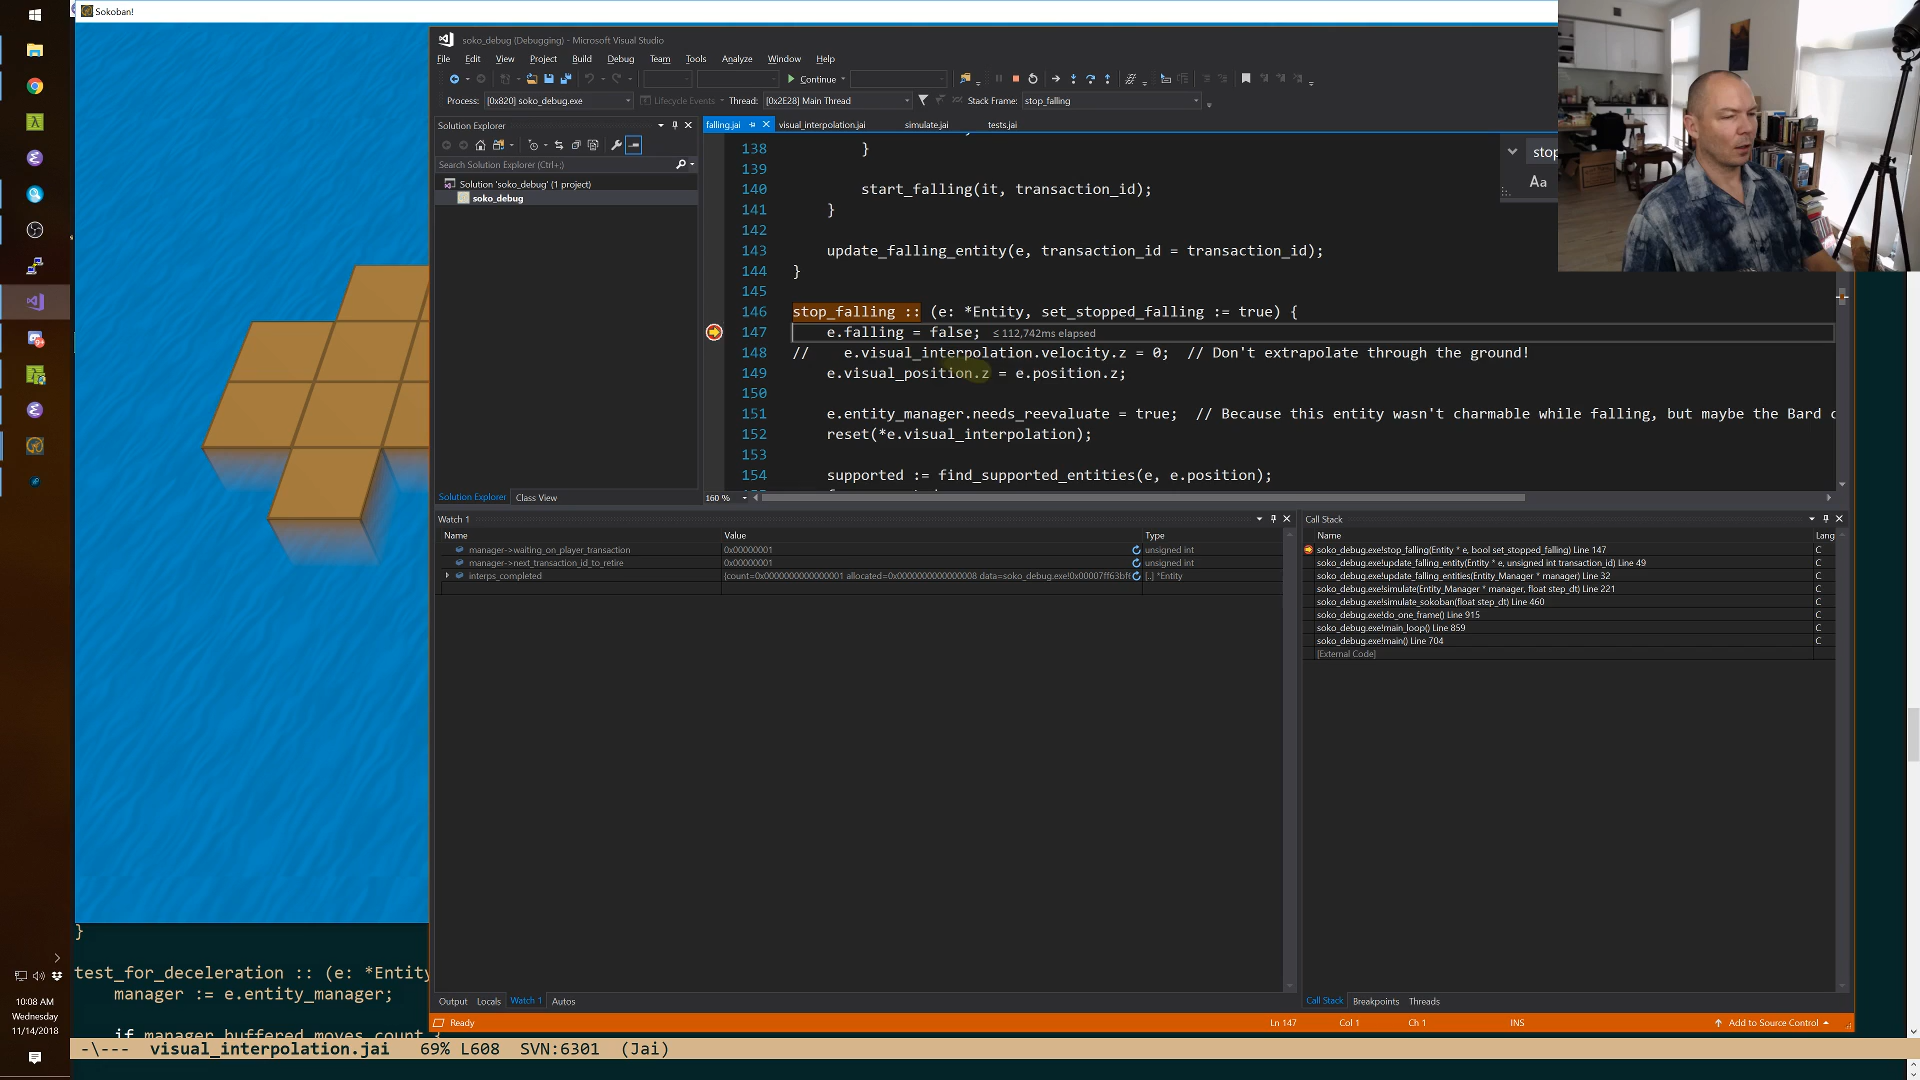 Sokoban!
soko_debug (Debugging) - Microsoft Visual Studio
File Edit View Project Build Debug Team Tools Analyze Window Help
Continue
Process: [0x820] soko_debug.exe Lifecycle Events Thread: [0x2E28] Main Thread Stack Frame: stop_falling
Solution Explorer
Search Solution Explorer (Ctrl+;)
Solution 'soko_debug' (1 project)
soko_debug
Solution Explorer Class View
falling.jai visual_interpolation.jai simulate.jai tests.jai
stop
Aa
138 }
139
140 start_falling(it, transaction_id);
141 }
142
143 update_falling_entity(e, transaction_id = transaction_id);
144 }
145
146 stop_falling :: (e: *Entity, set_stopped_falling := true) {
147 e.falling = false; ≤ 112,742ms elapsed
148 // e.visual_interpolation.velocity.z = 0; // Don't extrapolate through the ground!
149 e.visual_position.z = e.position.z;
150
151 e.entity_manager.needs_reevaluate = true; // Because this entity wasn't charmable while falling, but maybe the Bard
152 reset(*e.visual_interpolation);
153
154 supported := find_supported_entities(e, e.position);
160 %
Watch 1
Name Value Type
manager->waiting_on_player_transaction 0x00000001 unsigned int
manager->next_transaction_id_to_retire 0x00000001 unsigned int
interps_completed {count=0x0000000000000001 allocated=0x0000000000000008 data=soko_debug.exe!0x00007ff63bf [..] *Entity
Output Locals Watch 1 Autos
Call Stack
Name Lang
soko_debug.exe!stop_falling(Entity * e, bool set_stopped_falling) Line 147 C
soko_debug.exe!update_falling_entity(Entity * e, unsigned int transaction_id) Line 49 C
soko_debug.exe!update_falling_entities(Entity_Manager * manager) Line 32 C
soko_debug.exe!simulate(Entity_Manager * manager, float step_dt) Line 221 C
soko_debug.exe!simulate_sokoban(float step_dt) Line 460 C
soko_debug.exe!do_one_frame() Line 915 C
soko_debug.exe!main_loop() Line 859 C
soko_debug.exe!main() Line 704 C
[External Code]
Call Stack Breakpoints Threads
Ready Ln 147 Col 1 Ch 1 INS Add to Source Control
}
test_for_deceleration :: (e: *Entity
manager := e.entity_manager;
if manager.buffered_moves.count
-\--- visual_interpolation.jai 69% L608 SVN:6301 (Jai)
10:08 AM
Wednesday
11/14/2018